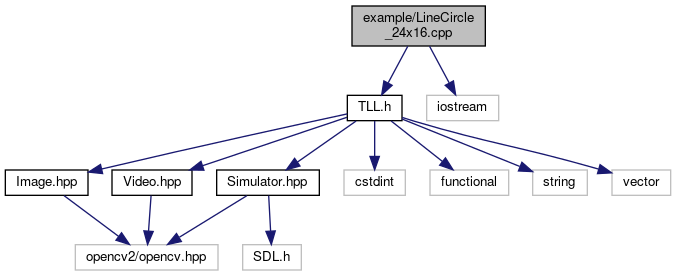 example/LineCircle
_24x16.cpp
TLL.h
iostream
Image.hpp
Video.hpp
Simulator.hpp
cstdint
functional
string
vector
opencv2/opencv.hpp
SDL.h